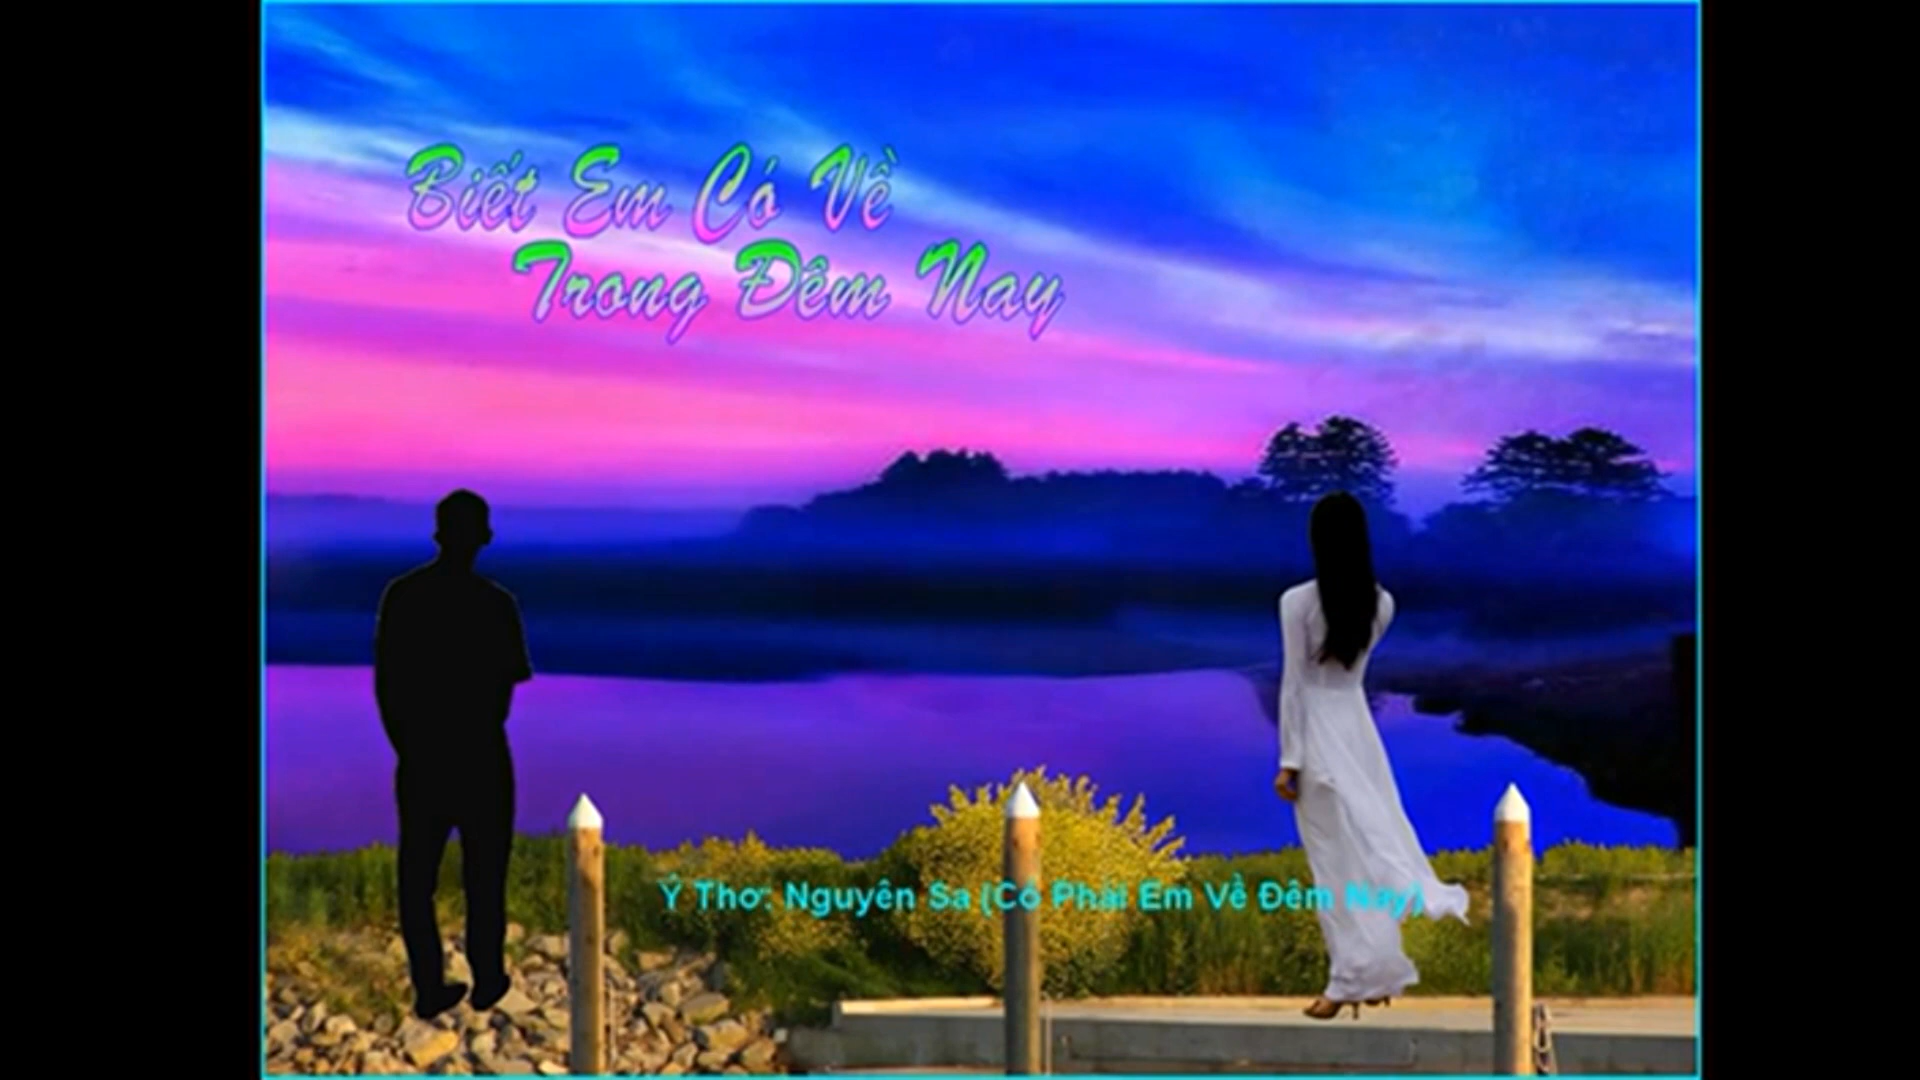 Biết Em Có Về
Trong Đêm Nay
Ý Thơ: Nguyên Sa (Có Phải Em Về Đêm Nay)